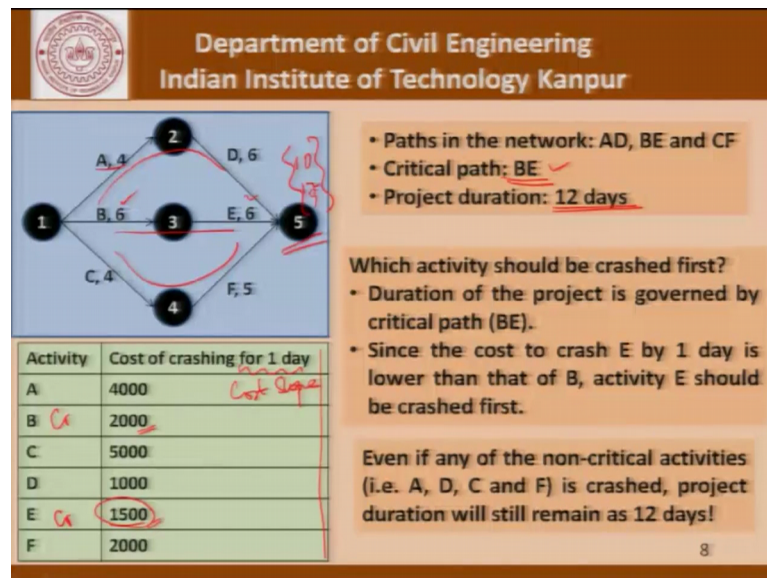 Department of Civil Engineering
Indian Institute of Technology Kanpur
2
A, 4
D, 6
1
B, 6
3
E, 6
5
C, 4
F, 5
4
• Paths in the network: AD, BE and CF
• Critical path: BE
• Project duration: 12 days
Which activity should be crashed first?
• Duration of the project is governed by
critical path (BE).
• Since the cost to crash E by 1 day is
lower than that of B, activity E should
be crashed first.
Activity Cost of crashing for 1 day
Cost Slope
A 4000
B Cr 2000
C 5000
D 1000
E Cr 1500
F 2000
Even if any of the non-critical activities
(i.e. A, D, C and F) is crashed, project
duration will still remain as 12 days!
8